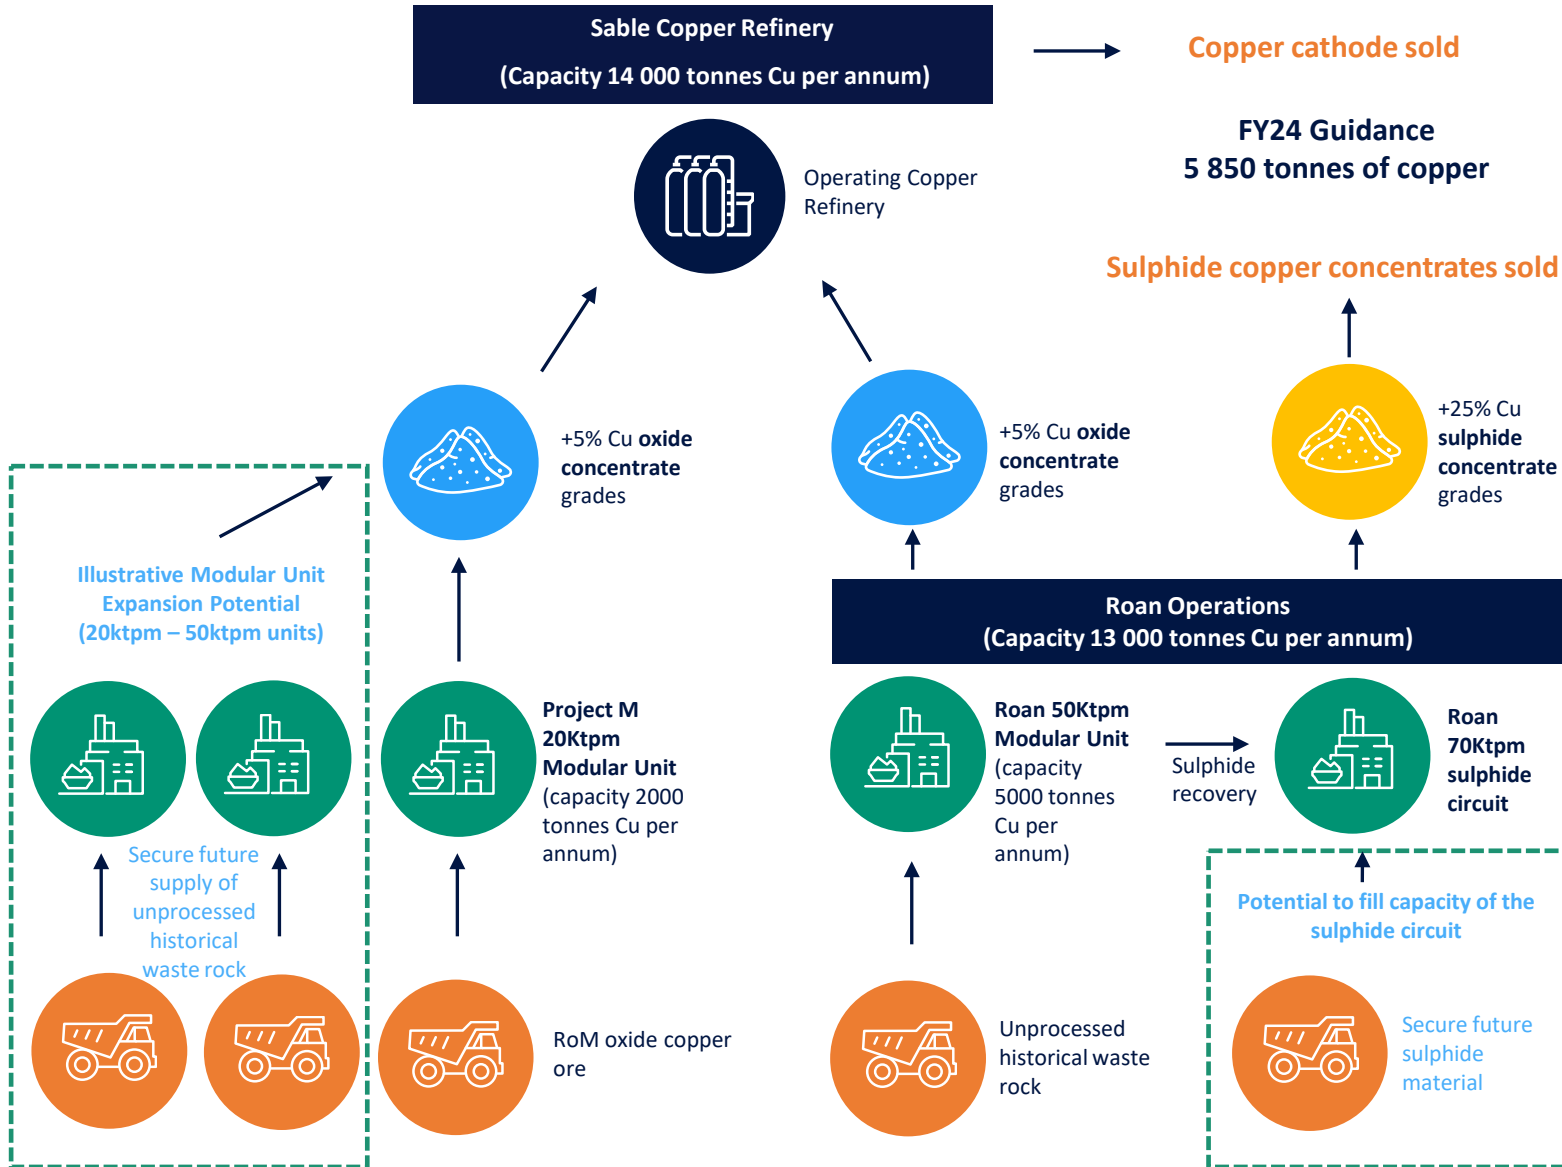 Sable Copper Refinery
(Capacity 14 000 tonnes Cu per annum)
Copper cathode sold
FY24 Guidance
5 850 tonnes of copper
Operating Copper
Refinery
Sulphide copper concentrates sold
+5% Cu oxide
concentrate
grades
+5% Cu oxide
concentrate
grades
+25% Cu
sulphide
concentrate
grades
Illustrative Modular Unit
Expansion Potential
(20ktpm – 50ktpm units)
Roan Operations
(Capacity 13 000 tonnes Cu per annum)
Project M
20Ktpm
Modular Unit
(capacity 2000
tonnes Cu per
annum)
Roan 50Ktpm
Modular Unit
(capacity
5000 tonnes
Cu per
annum)
Sulphide
recovery
Roan
70Ktpm
sulphide
circuit
Secure future
supply of
unprocessed
historical
waste rock
Potential to fill capacity of the
sulphide circuit
RoM oxide copper
ore
Unprocessed
historical waste
rock
Secure future
sulphide
material